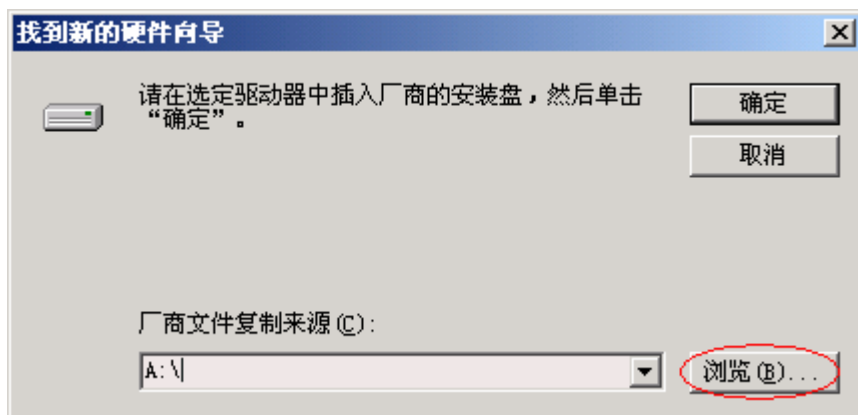 找到新的硬件向导
请在选定驱动器中插入厂商的安装盘，然后单击
“确定”。
确定
取消
厂商文件复制来源(C):
A:\
浏览(B)...